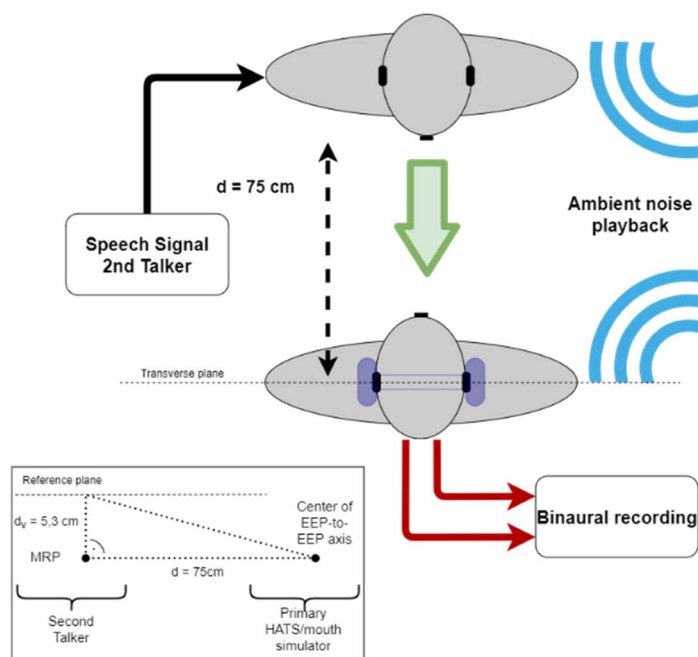 d = 75 cm
Speech Signal
2nd Talker
Ambient noise
playback
Transverse plane
Reference plane
dv = 5,3 cm
MRP
d = 75cm
Center of
EEP-to-
EEP axis
Second
Talker
Primary
HATS/mouth
simulator
Binaural recording